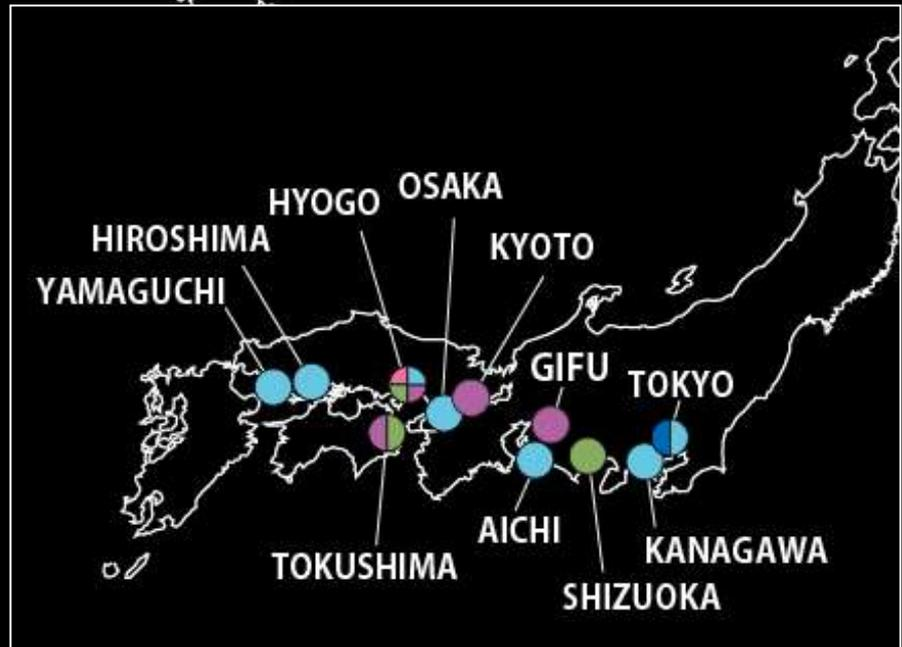 OSAKA
HYOGO
HIROSHIMA
KYOTO
YAMAGUCHI
GIFU
TOKYO
AICHI
KANAGAWA
TOKUSHIMA
SHIZUOKA